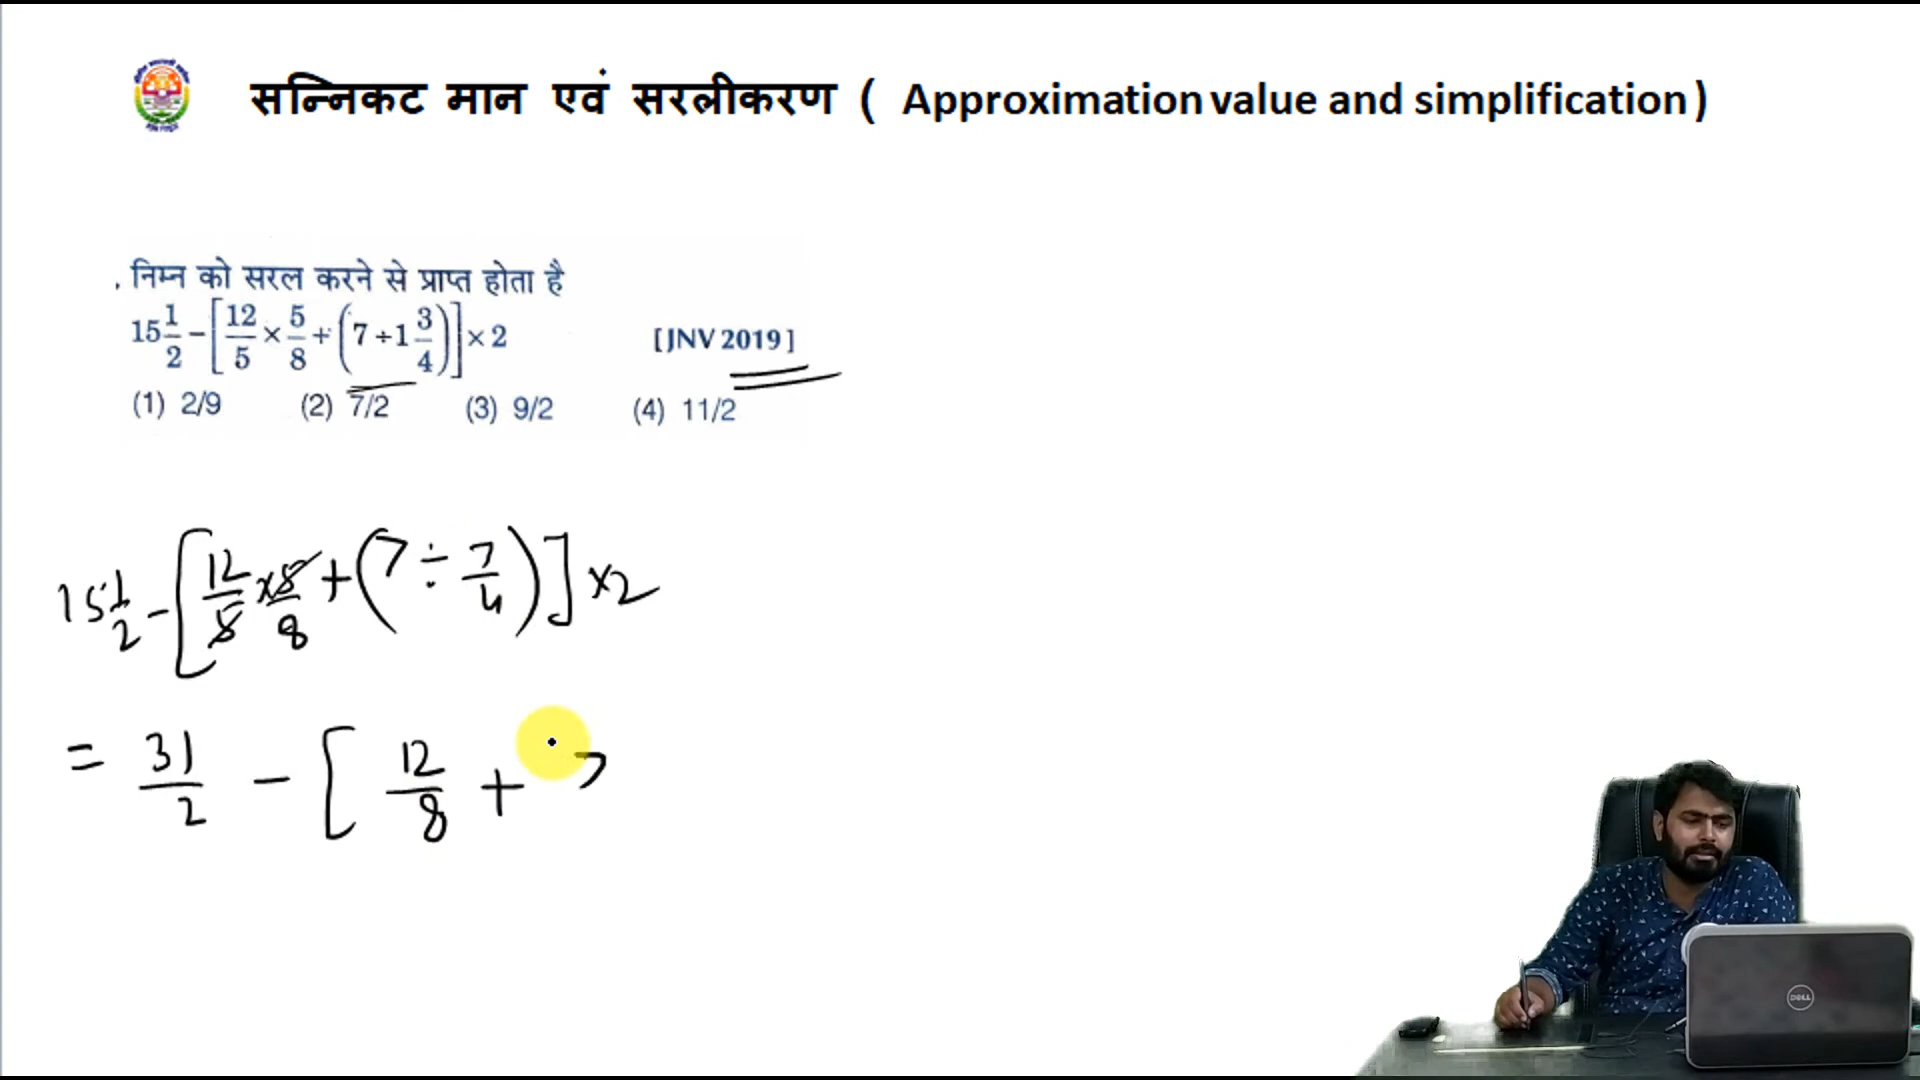 सन्निकट मान एवं सरलीकरण ( Approximation value and simplification)
. निम्न को सरल करने से प्राप्त होता है
15 1/2 − [12/5 × 5/8 + (7 ÷ 1 3/4)] × 2 [JNV 2019]
(1) 2/9 (2) 7/2 (3) 9/2 (4) 11/2
15 1/2 − [12/5 × 5/8 + (7 ÷ 7/4)] × 2
= 31/2 − [ 12/8 +
DELL